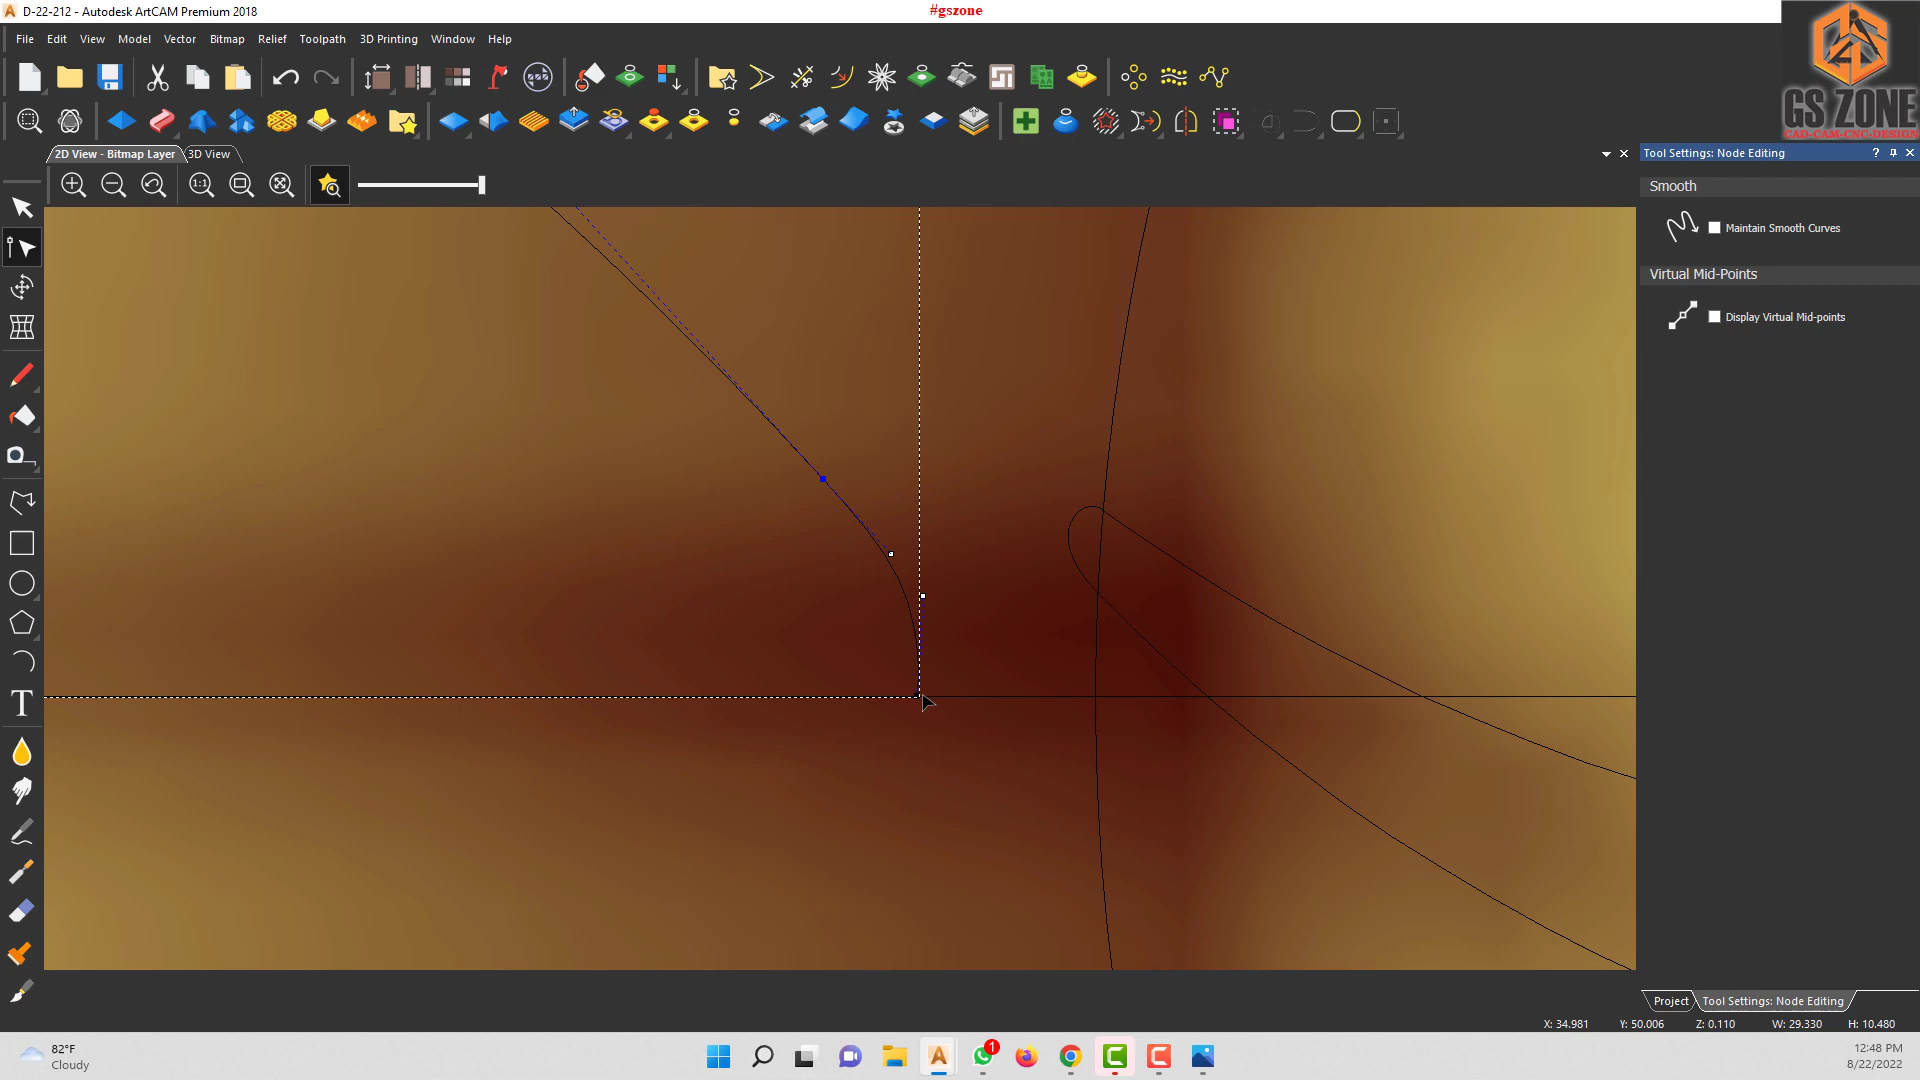 D-22-212 - Autodesk ArtCAM Premium 2018
#gszone
File Edit View Model Vector Bitmap Relief Toolpath 3D Printing Window Help
GS ZONE
CAD-CAM-CNC-DESIGN
2D View - Bitmap Layer
3D View
1:1
Tool Settings: Node Editing
Smooth
Maintain Smooth Curves
Virtual Mid-Points
Display Virtual Mid-points
T
Project
Tool Settings: Node Editing
X: 34.981 Y: 50.006 Z: 0.110 W: 29.330 H: 10.480
82°F
Cloudy
1
12:48 PM
8/22/2022